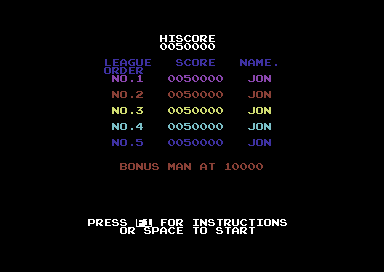 HISCORE
0050000
LEAGUE SCORE NAME.
ORDER
NO.1 0050000 JON
NO.2 0050000 JON
NO.3 0050000 JON
NO.4 0050000 JON
NO.5 0050000 JON
BONUS MAN AT 10000
PRESS F1 FOR INSTRUCTIONS
OR SPACE TO START